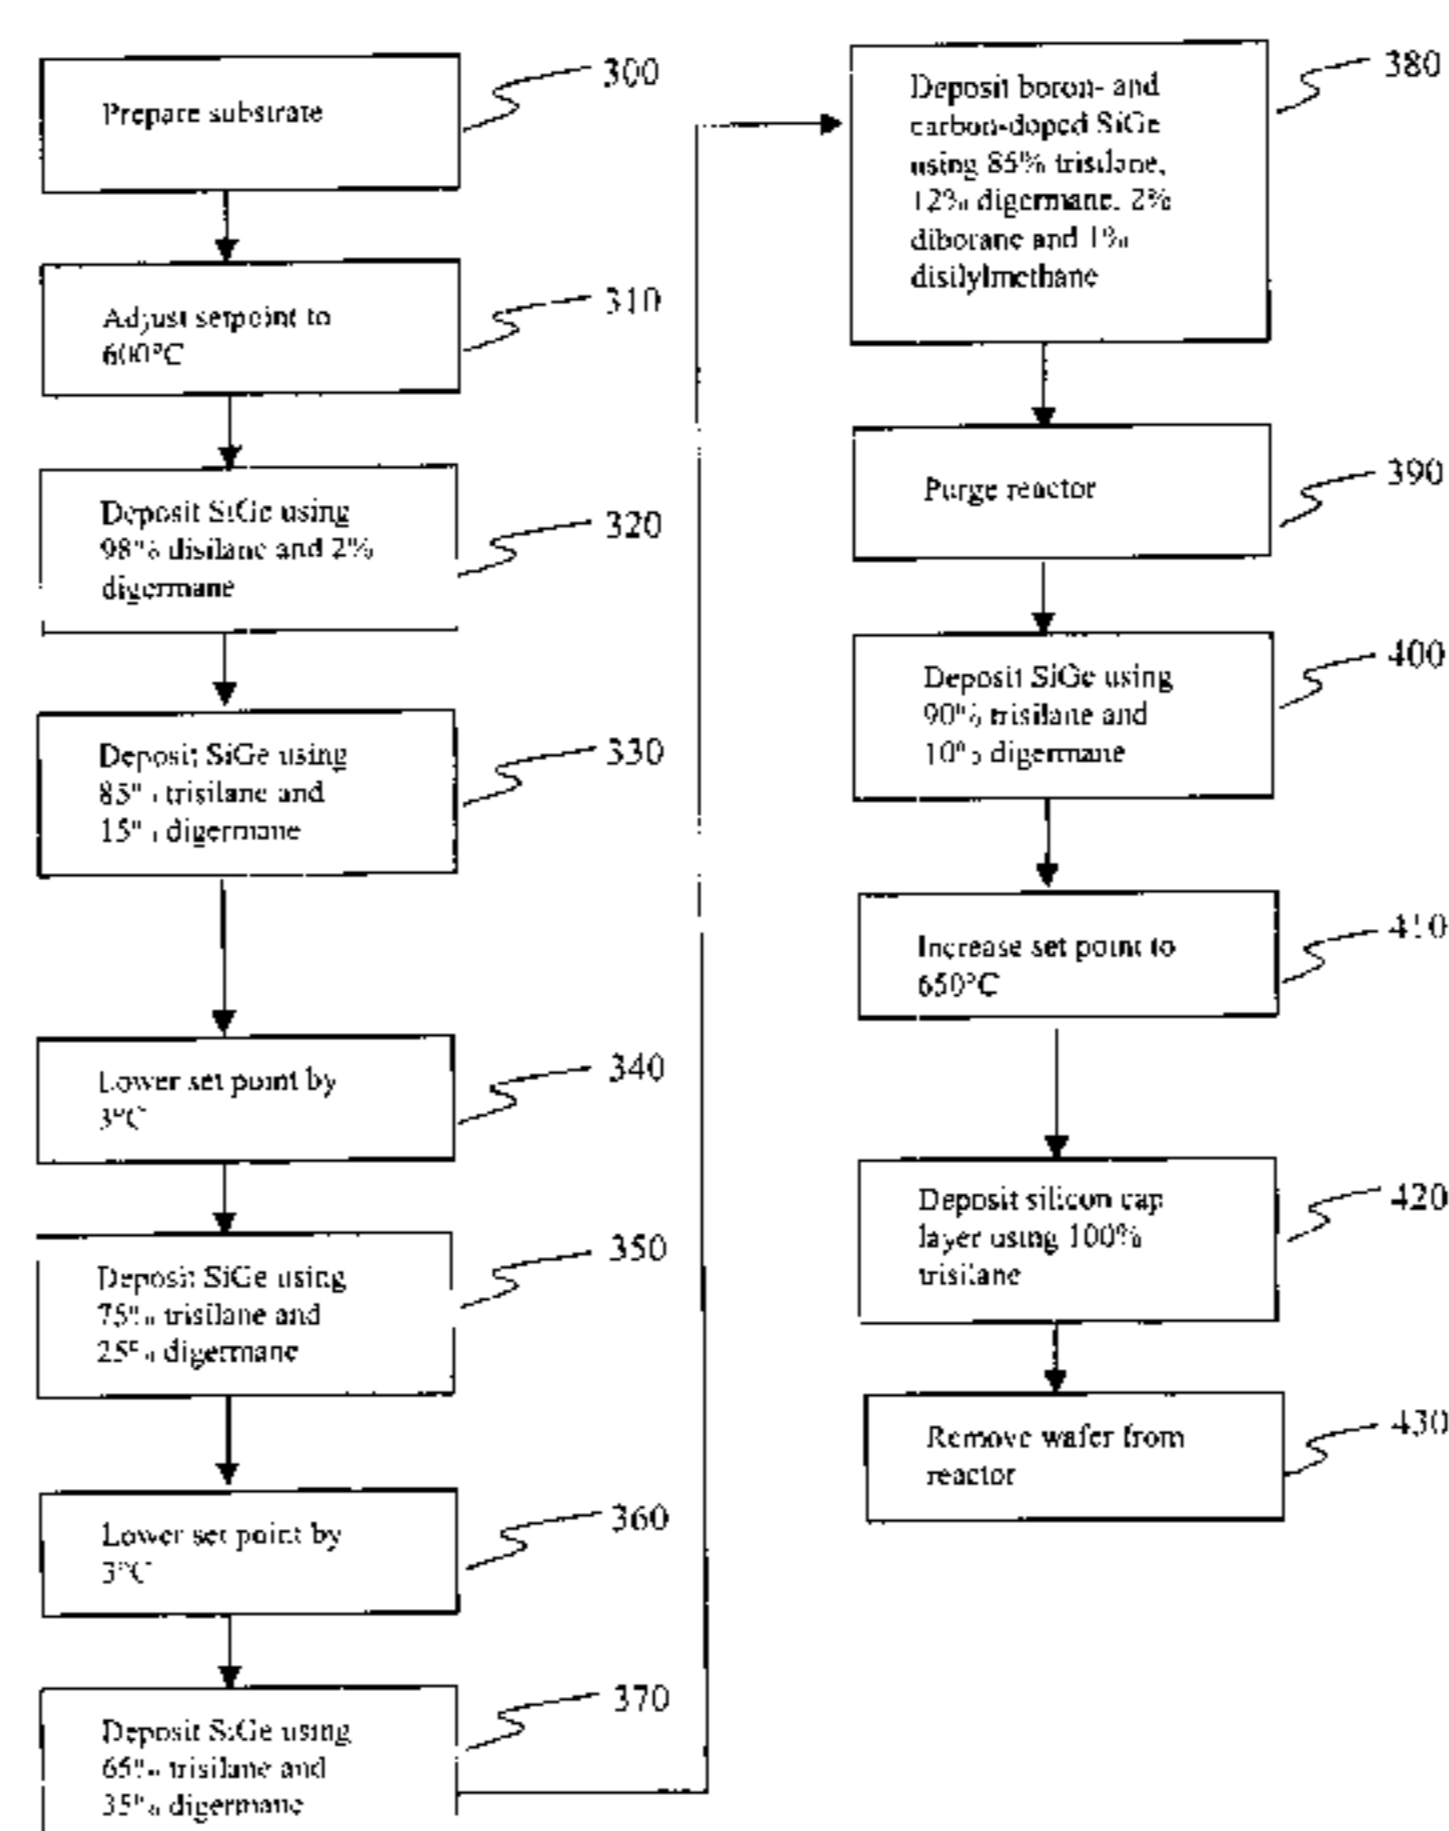 Prepare substrate
300
Adjust setpoint to
600°C
310
Deposit SiGe using
98% disilane and 2%
digermane
320
Deposit SiGe using
85% trisilane and
15% digermane
330
Lower set point by
3°C
340
Deposit SiGe using
75% trisilane and
25% digermane
350
Lower set point by
3°C
360
Deposit SiGe using
65% trisilane and
35% digermane
370
Deposit boron- and
carbon-doped SiGe
using 85% trisilane,
12% digermane, 2%
diborane and 1%
disilylmethane
380
Purge reactor
390
Deposit SiGe using
90% trisilane and
10% digermane
400
Increase set point to
650°C
410
Deposit silicon cap
layer using 100%
trisilane
420
Remove wafer from
reactor
430